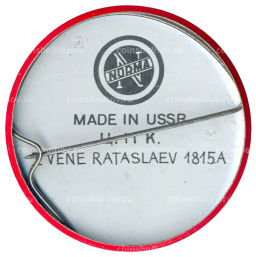 N
NORMA
MADE IN USSR
Ц. 11 К.
VENE RATASLAEV 1815A